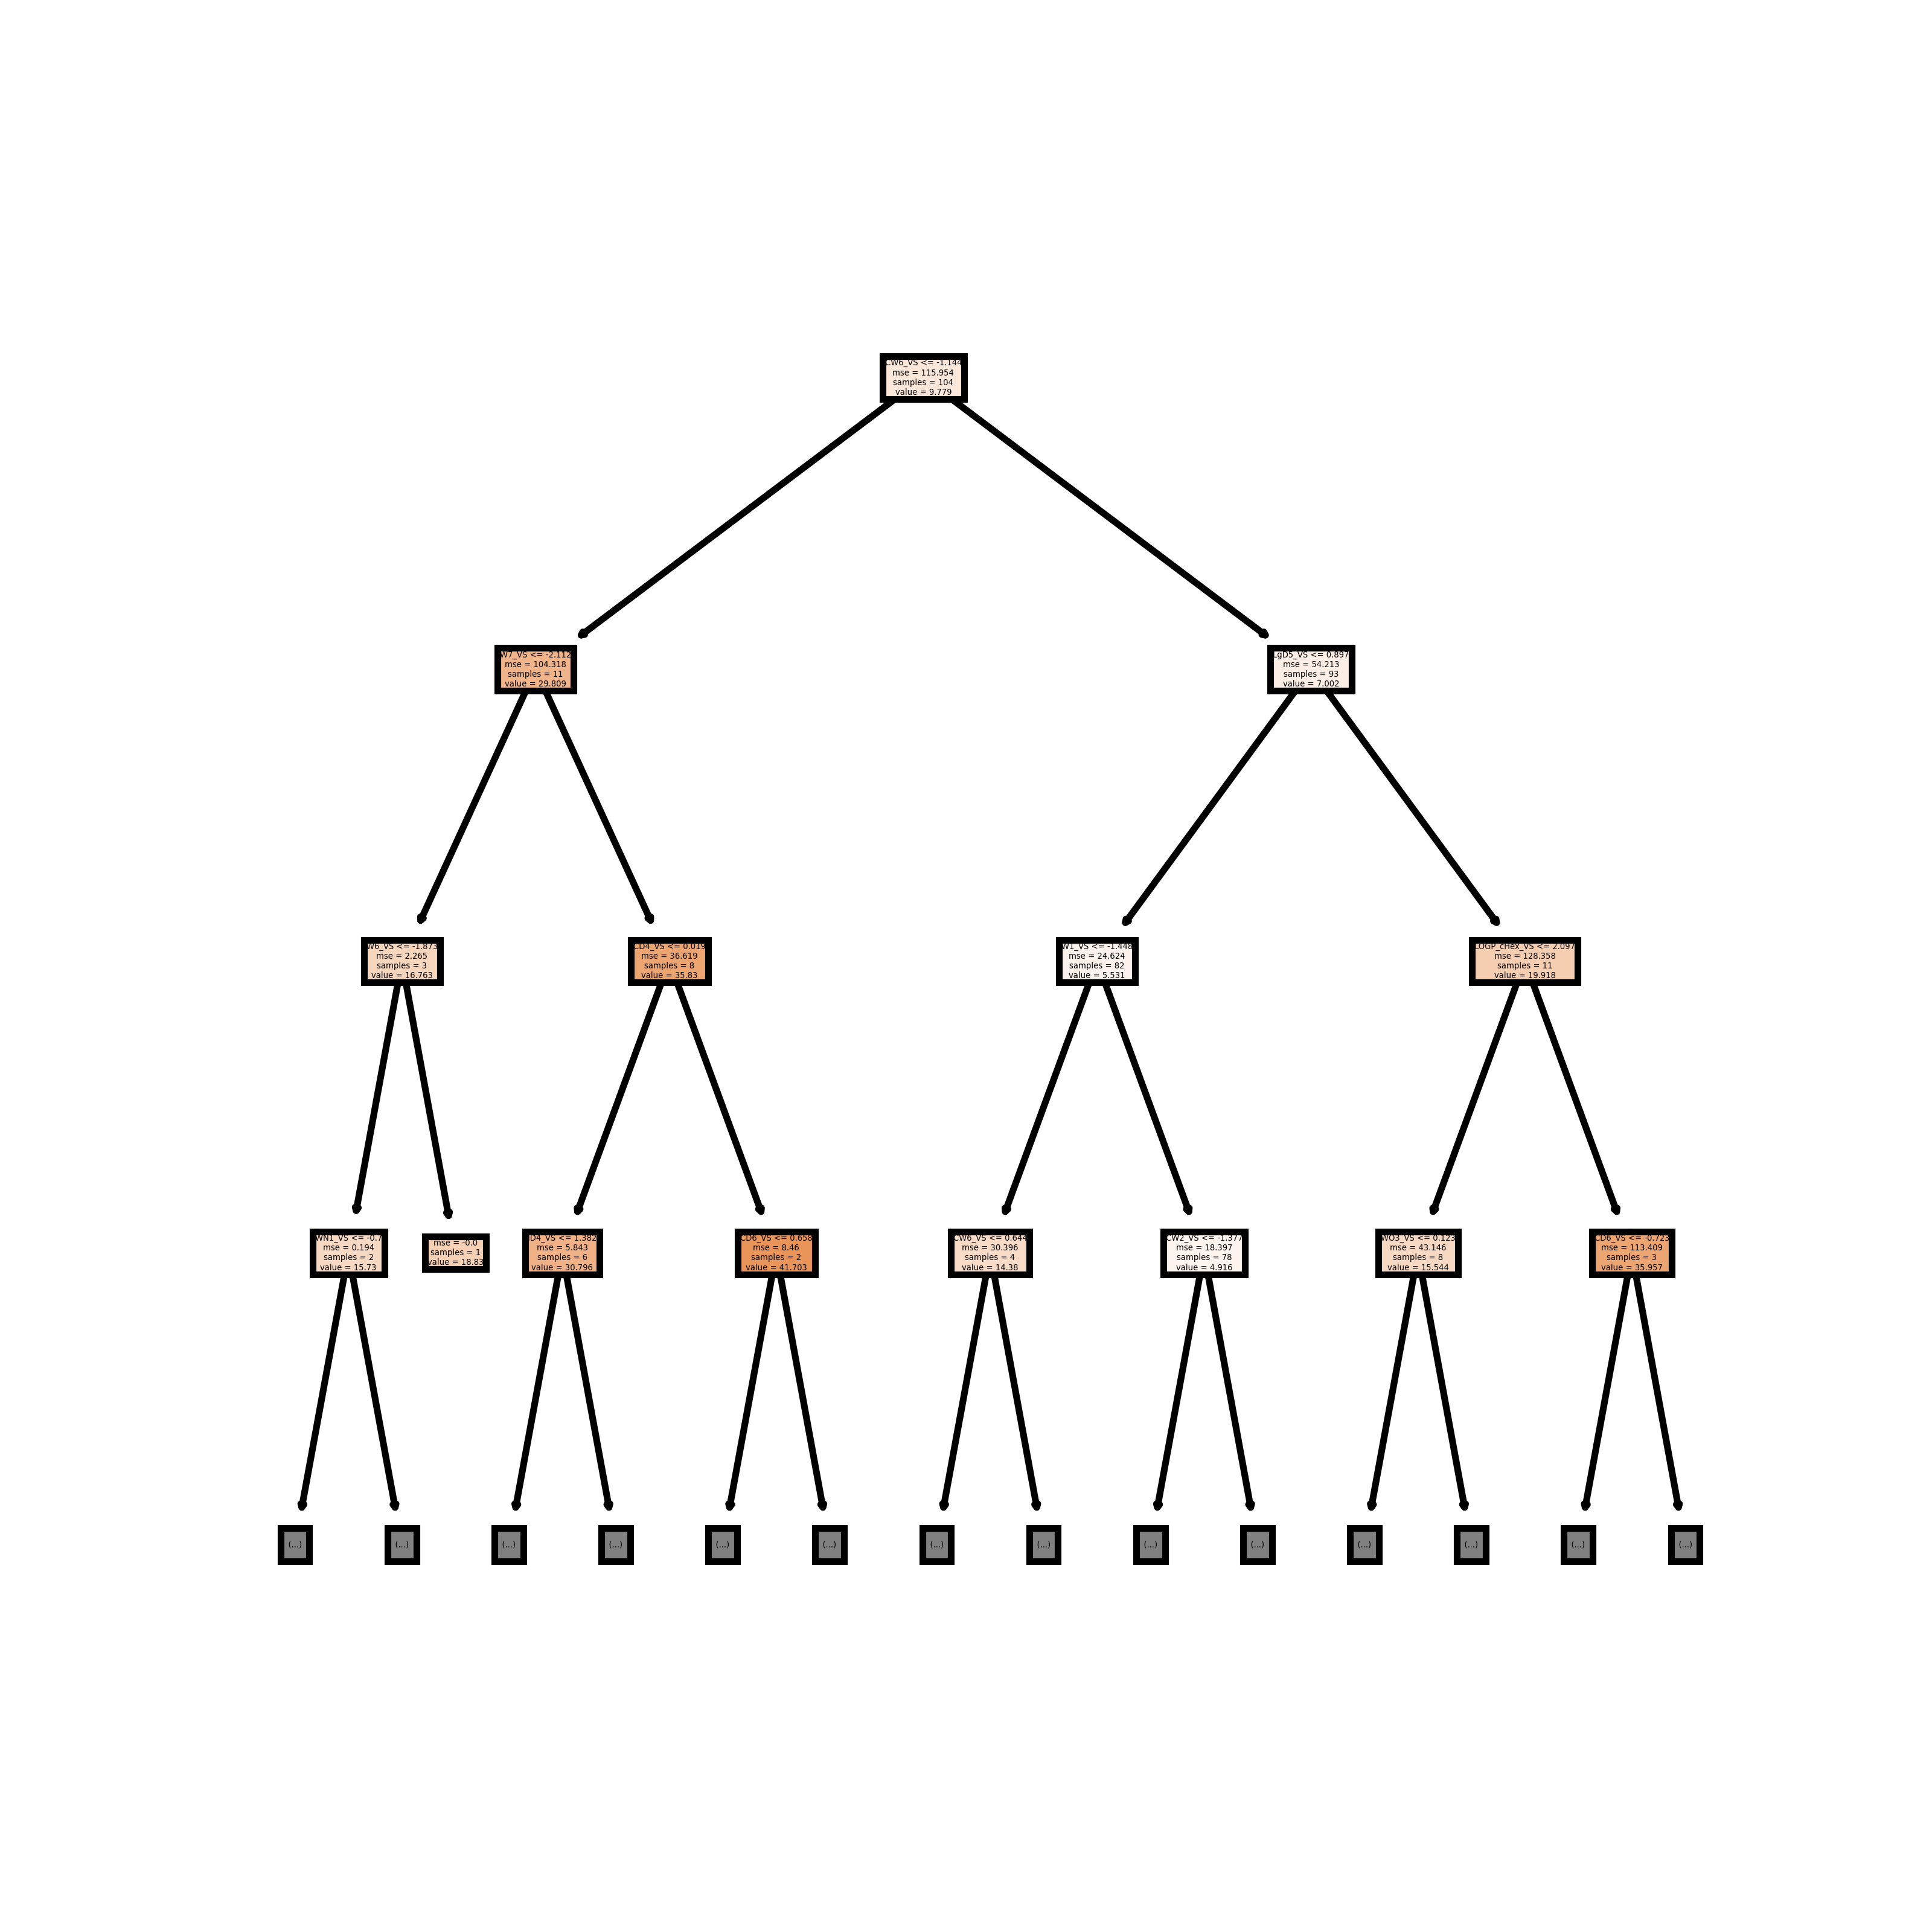 CW6_VS <= -1.144
mse = 115.954
samples = 104
value = 9.779
W7_VS <= -2.112
mse = 104.318
samples = 11
value = 29.809
LgD5_VS <= 0.897
mse = 54.213
samples = 93
value = 7.002
W6_VS <= -1.873
mse = 2.265
samples = 3
value = 16.763
CD4_VS <= 0.019
mse = 36.619
samples = 8
value = 35.83
W1_VS <= -1.448
mse = 24.624
samples = 82
value = 5.531
LOGP_cHex_VS <= 2.097
mse = 128.358
samples = 11
value = 19.918
WN1_VS <= -0.7
mse = 0.194
samples = 2
value = 15.73
mse = -0.0
samples = 1
value = 18.83
D4_VS <= 1.382
mse = 5.843
samples = 6
value = 30.796
CD6_VS <= 0.658
mse = 8.46
samples = 2
value = 41.703
CW6_VS <= 0.644
mse = 30.396
samples = 4
value = 14.38
CW2_VS <= -1.377
mse = 18.397
samples = 78
value = 4.916
WO3_VS <= 0.123
mse = 43.146
samples = 8
value = 15.544
CD6_VS <= -0.723
mse = 113.409
samples = 3
value = 35.957
(...)
(...)
(...)
(...)
(...)
(...)
(...)
(...)
(...)
(...)
(...)
(...)
(...)
(...)